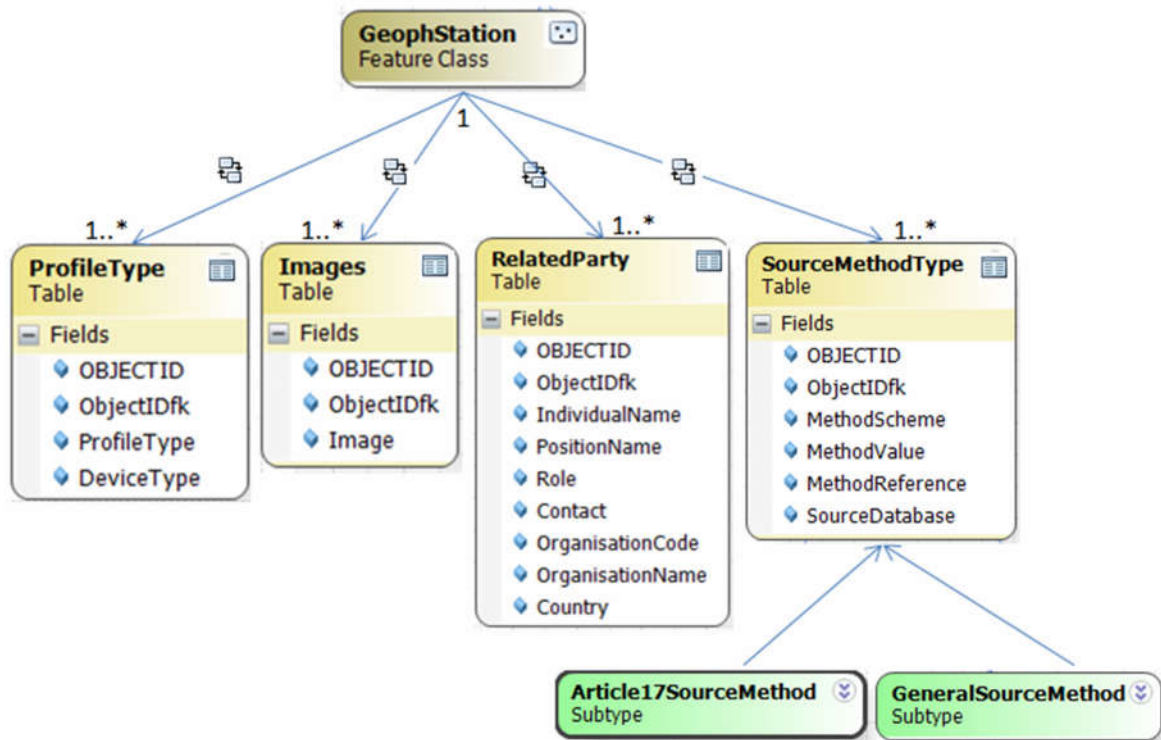 GeophStation
Feature Class
1
1..*
1..*
1..*
1..*
ProfileType
Table
Fields
OBJECTID
ObjectIDfk
ProfileType
DeviceType
Images
Table
Fields
OBJECTID
ObjectIDfk
Image
RelatedParty
Table
Fields
OBJECTID
ObjectIDfk
IndividualName
PositionName
Role
Contact
OrganisationCode
OrganisationName
Country
SourceMethodType
Table
Fields
OBJECTID
ObjectIDfk
MethodScheme
MethodValue
MethodReference
SourceDatabase
Article17SourceMethod
Subtype
GeneralSourceMethod
Subtype